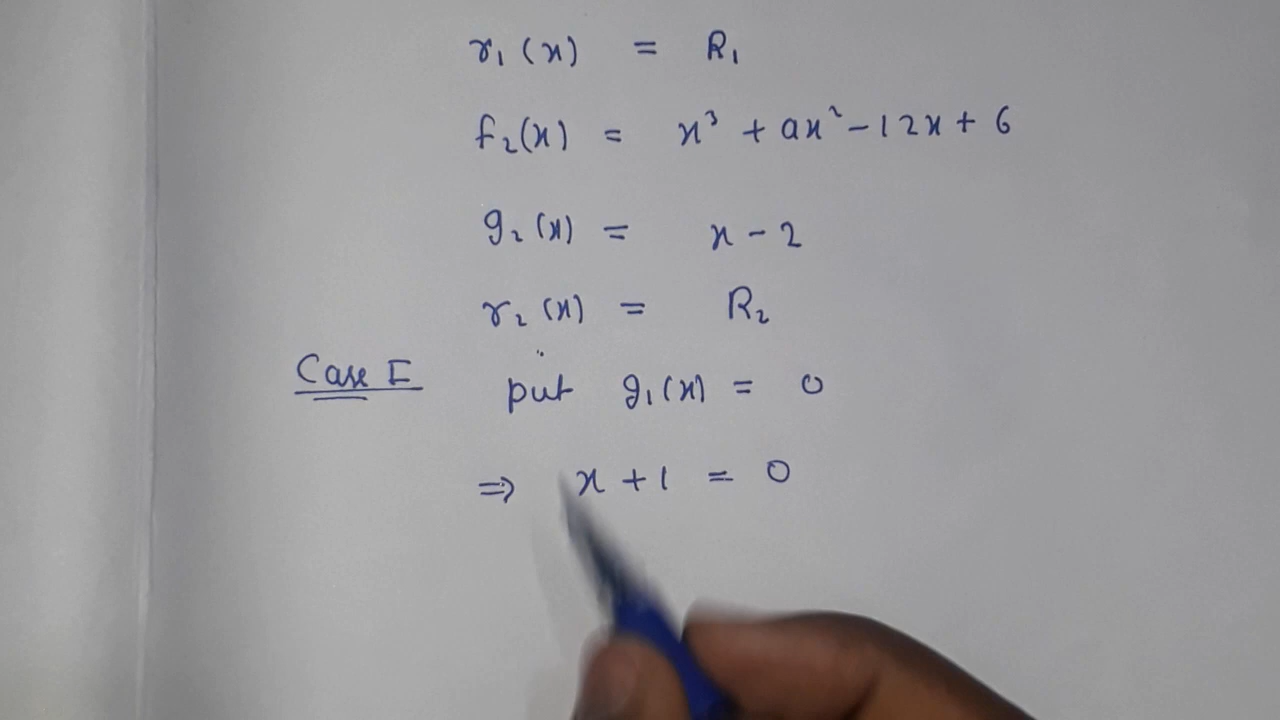 r₁(x) = R₁
f₂(x) = x³ + ax² - 12x + 6
g₂(x) = x - 2
r₂(x) = R₂
Case I put g₁(x) = 0
⇒ x + 1 = 0